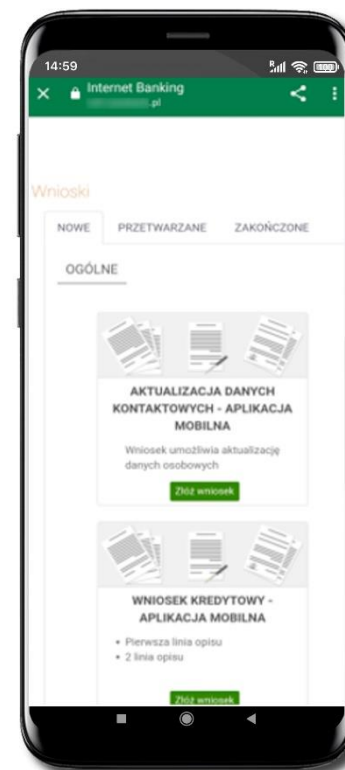 14:59
Internet Banking
.pl
Wnioski
NOWE PRZETWARZANE ZAKOŃCZONE
OGÓLNE
AKTUALIZACJA DANYCH
KONTAKTOWYCH - APLIKACJA
MOBILNA
Wniosek umożliwia aktualizację
danych osobowych
Złóż wniosek
WNIOSEK KREDYTOWY -
APLIKACJA MOBILNA
• Pierwsza linia opisu
• 2 linia opisu
Złóż wniosek